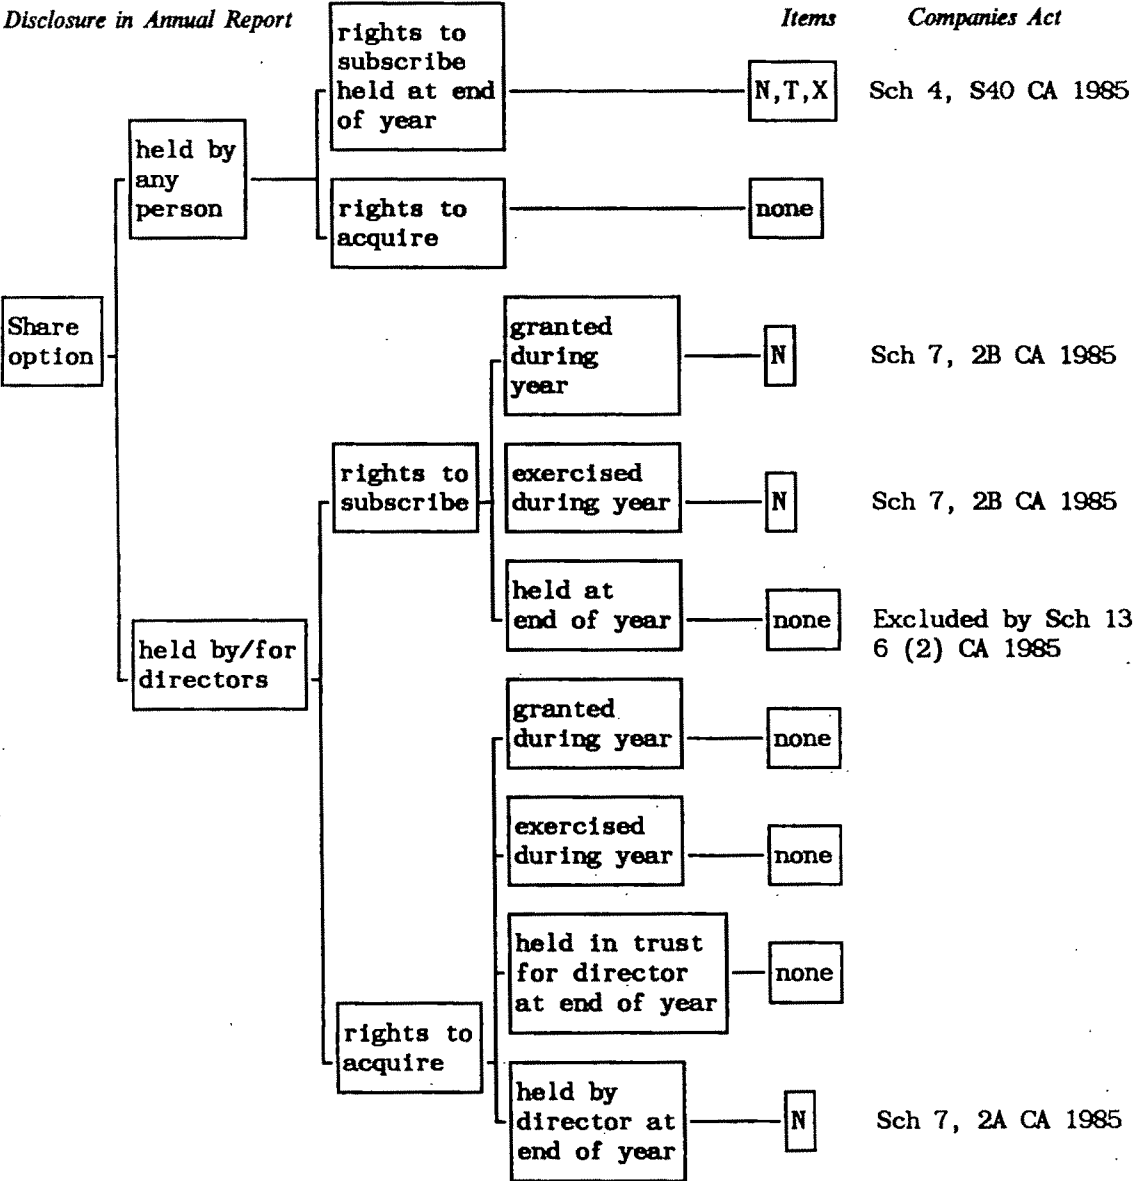 Disclosure in Annual Report
Items
Companies Act
rights to
subscribe
held at end
of year
N,T,X
Sch 4, S40 CA 1985
held by
any
person
rights to
acquire
none
Share
option
granted
during
year
N
Sch 7, 2B CA 1985
rights to
subscribe
exercised
during year
N
Sch 7, 2B CA 1985
held at
end of year
none
Excluded by Sch 13
6 (2) CA 1985
held by/for
directors
granted
during year
none
exercised
during year
none
held in trust
for director
at end of year
none
rights to
acquire
held by
director at
end of year
N
Sch 7, 2A CA 1985